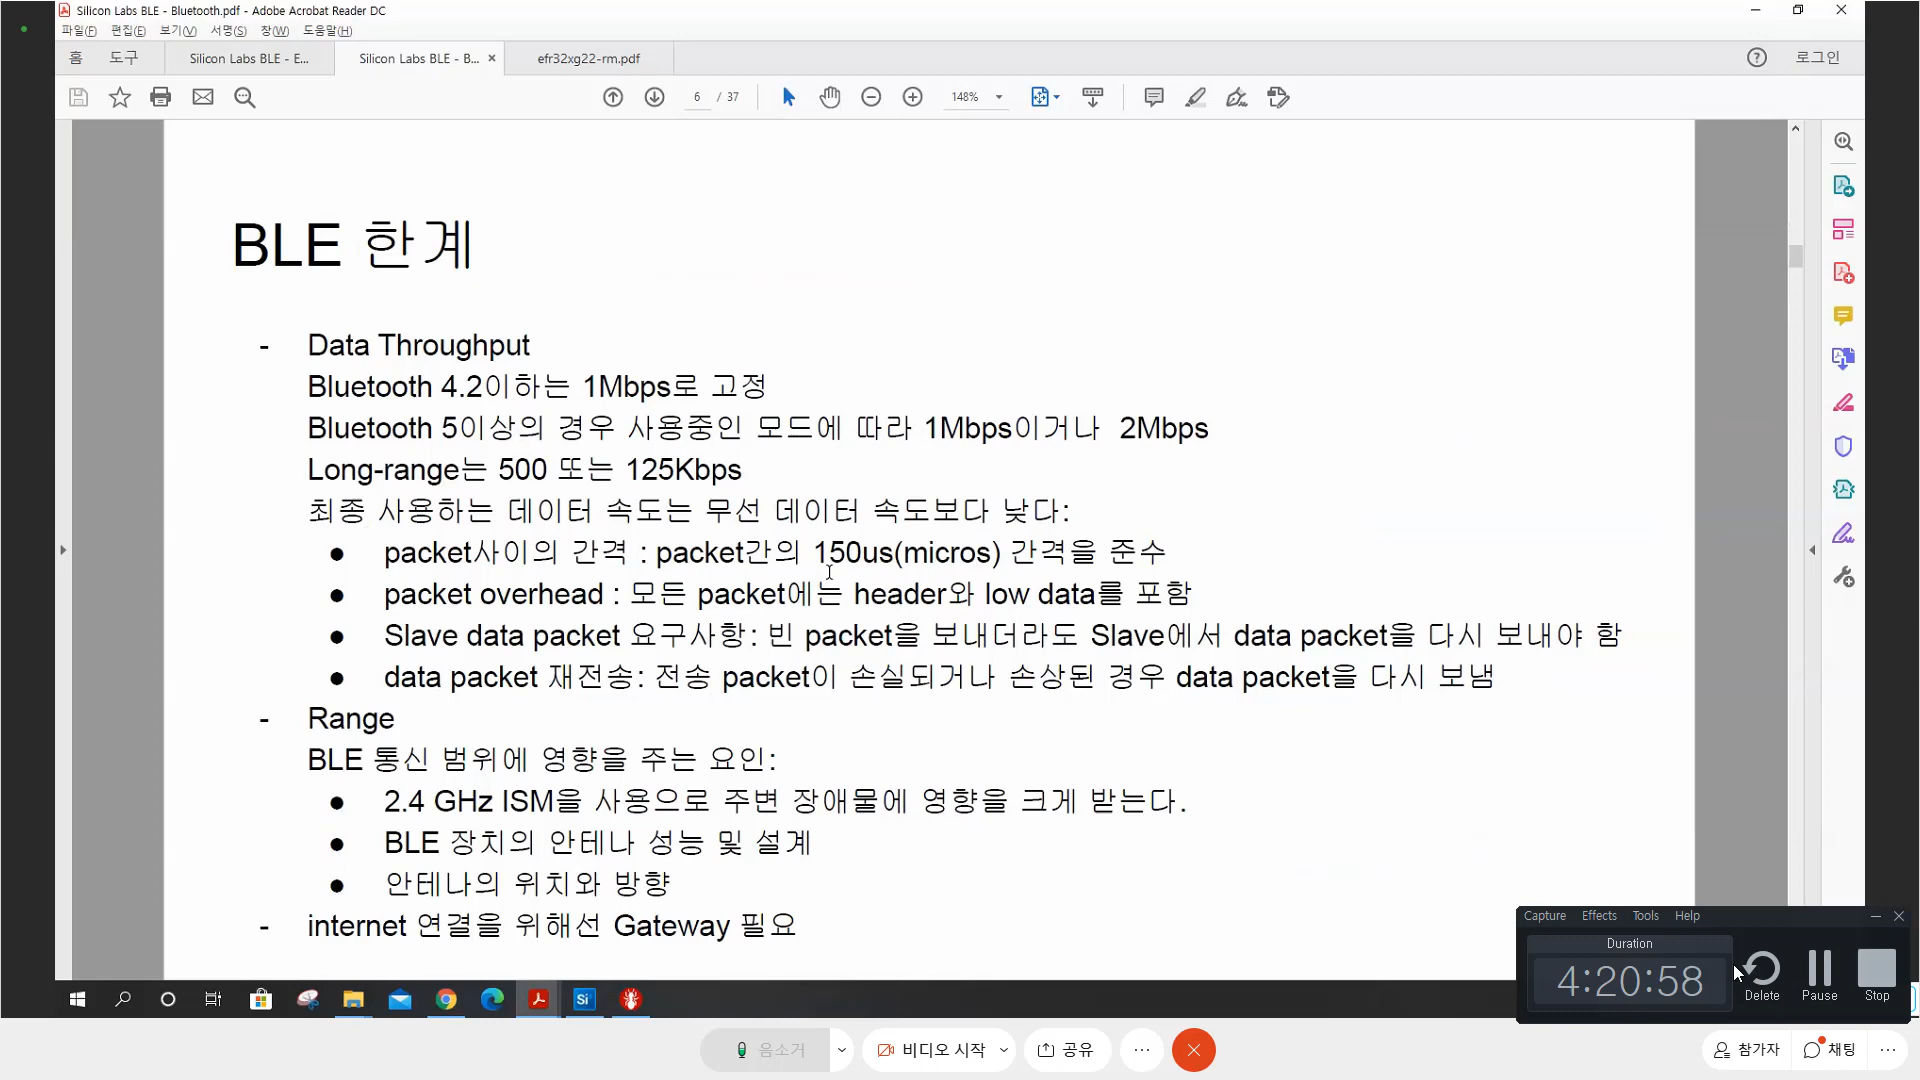 Silicon Labs BLE - Bluetooth.pdf - Adobe Acrobat Reader DC
파일(F) 편집(E) 보기(V) 서명(S) 창(W) 도움말(H)
홈 도구 Silicon Labs BLE - E... Silicon Labs BLE - B... × efr32xg22-rm.pdf 로그인
6 / 37 148%
BLE 한계
- Data Throughput
Bluetooth 4.2이하는 1Mbps로 고정
Bluetooth 5이상의 경우 사용중인 모드에 따라 1Mbps이거나 2Mbps
Long-range는 500 또는 125Kbps
최종 사용하는 데이터 속도는 무선 데이터 속도보다 낮다:
● packet사이의 간격 : packet간의 150us(micros) 간격을 준수
● packet overhead : 모든 packet에는 header와 low data를 포함
● Slave data packet 요구사항: 빈 packet을 보내더라도 Slave에서 data packet을 다시 보내야 함
● data packet 재전송: 전송 packet이 손실되거나 손상된 경우 data packet을 다시 보냄
- Range
BLE 통신 범위에 영향을 주는 요인:
● 2.4 GHz ISM을 사용으로 주변 장애물에 영향을 크게 받는다.
● BLE 장치의 안테나 성능 및 설계
● 안테나의 위치와 방향
- internet 연결을 위해선 Gateway 필요
Capture Effects Tools Help
Duration
4:20:58
Delete Pause Stop
Si
음소거 비디오 시작 공유 ... 참가자 채팅 ...